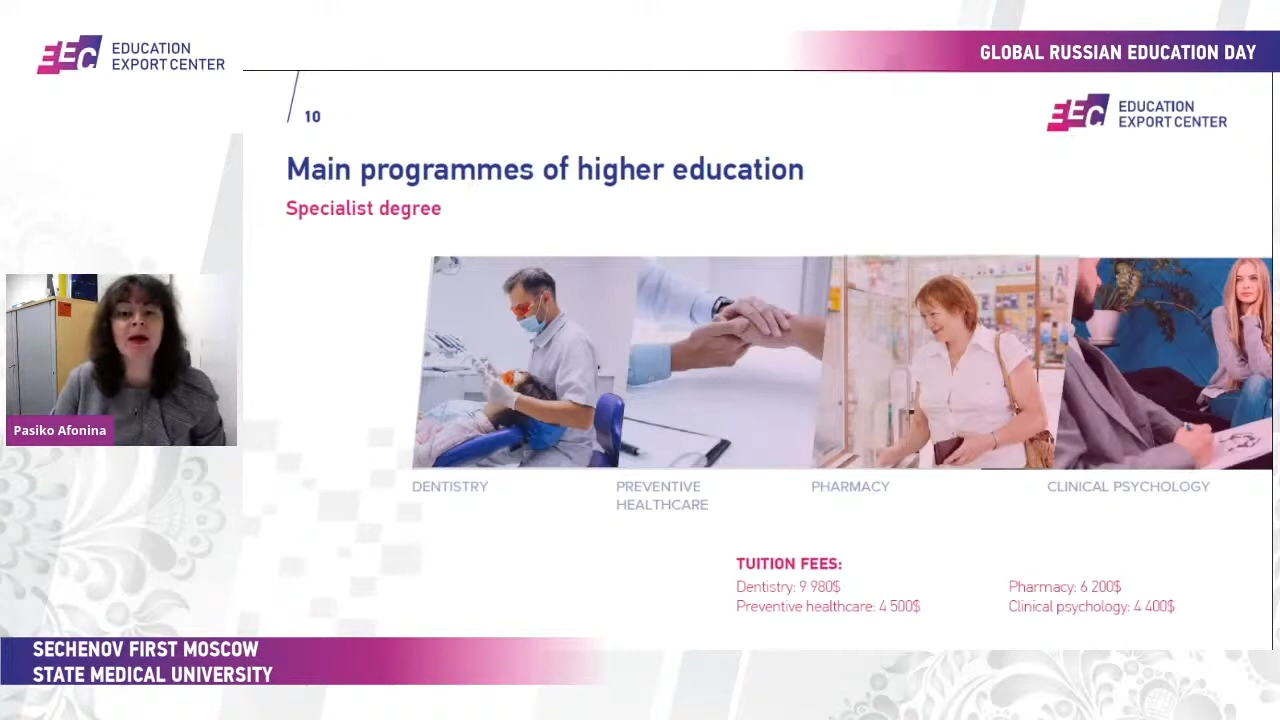 EEC EDUCATION
EXPORT CENTER
GLOBAL RUSSIAN EDUCATION DAY
10
EEC EDUCATION
EXPORT CENTER
Main programmes of higher education
Specialist degree
Pasiko Afonina
DENTISTRY
PREVENTIVE
HEALTHCARE
PHARMACY
CLINICAL PSYCHOLOGY
TUITION FEES:
Dentistry: 9 980$
Preventive healthcare: 4 500$
Pharmacy: 6 200$
Clinical psychology: 4 400$
SECHENOV FIRST MOSCOW
STATE MEDICAL UNIVERSITY